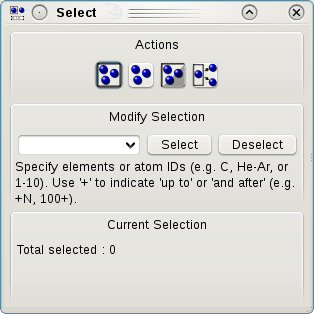 Select
Actions
Modify Selection
Select Deselect
Specify elements or atom IDs (e.g. C, He-Ar, or
1-10). Use '+' to indicate 'up to' or 'and after' (e.g.
+N, 100+).
Current Selection
Total selected : 0